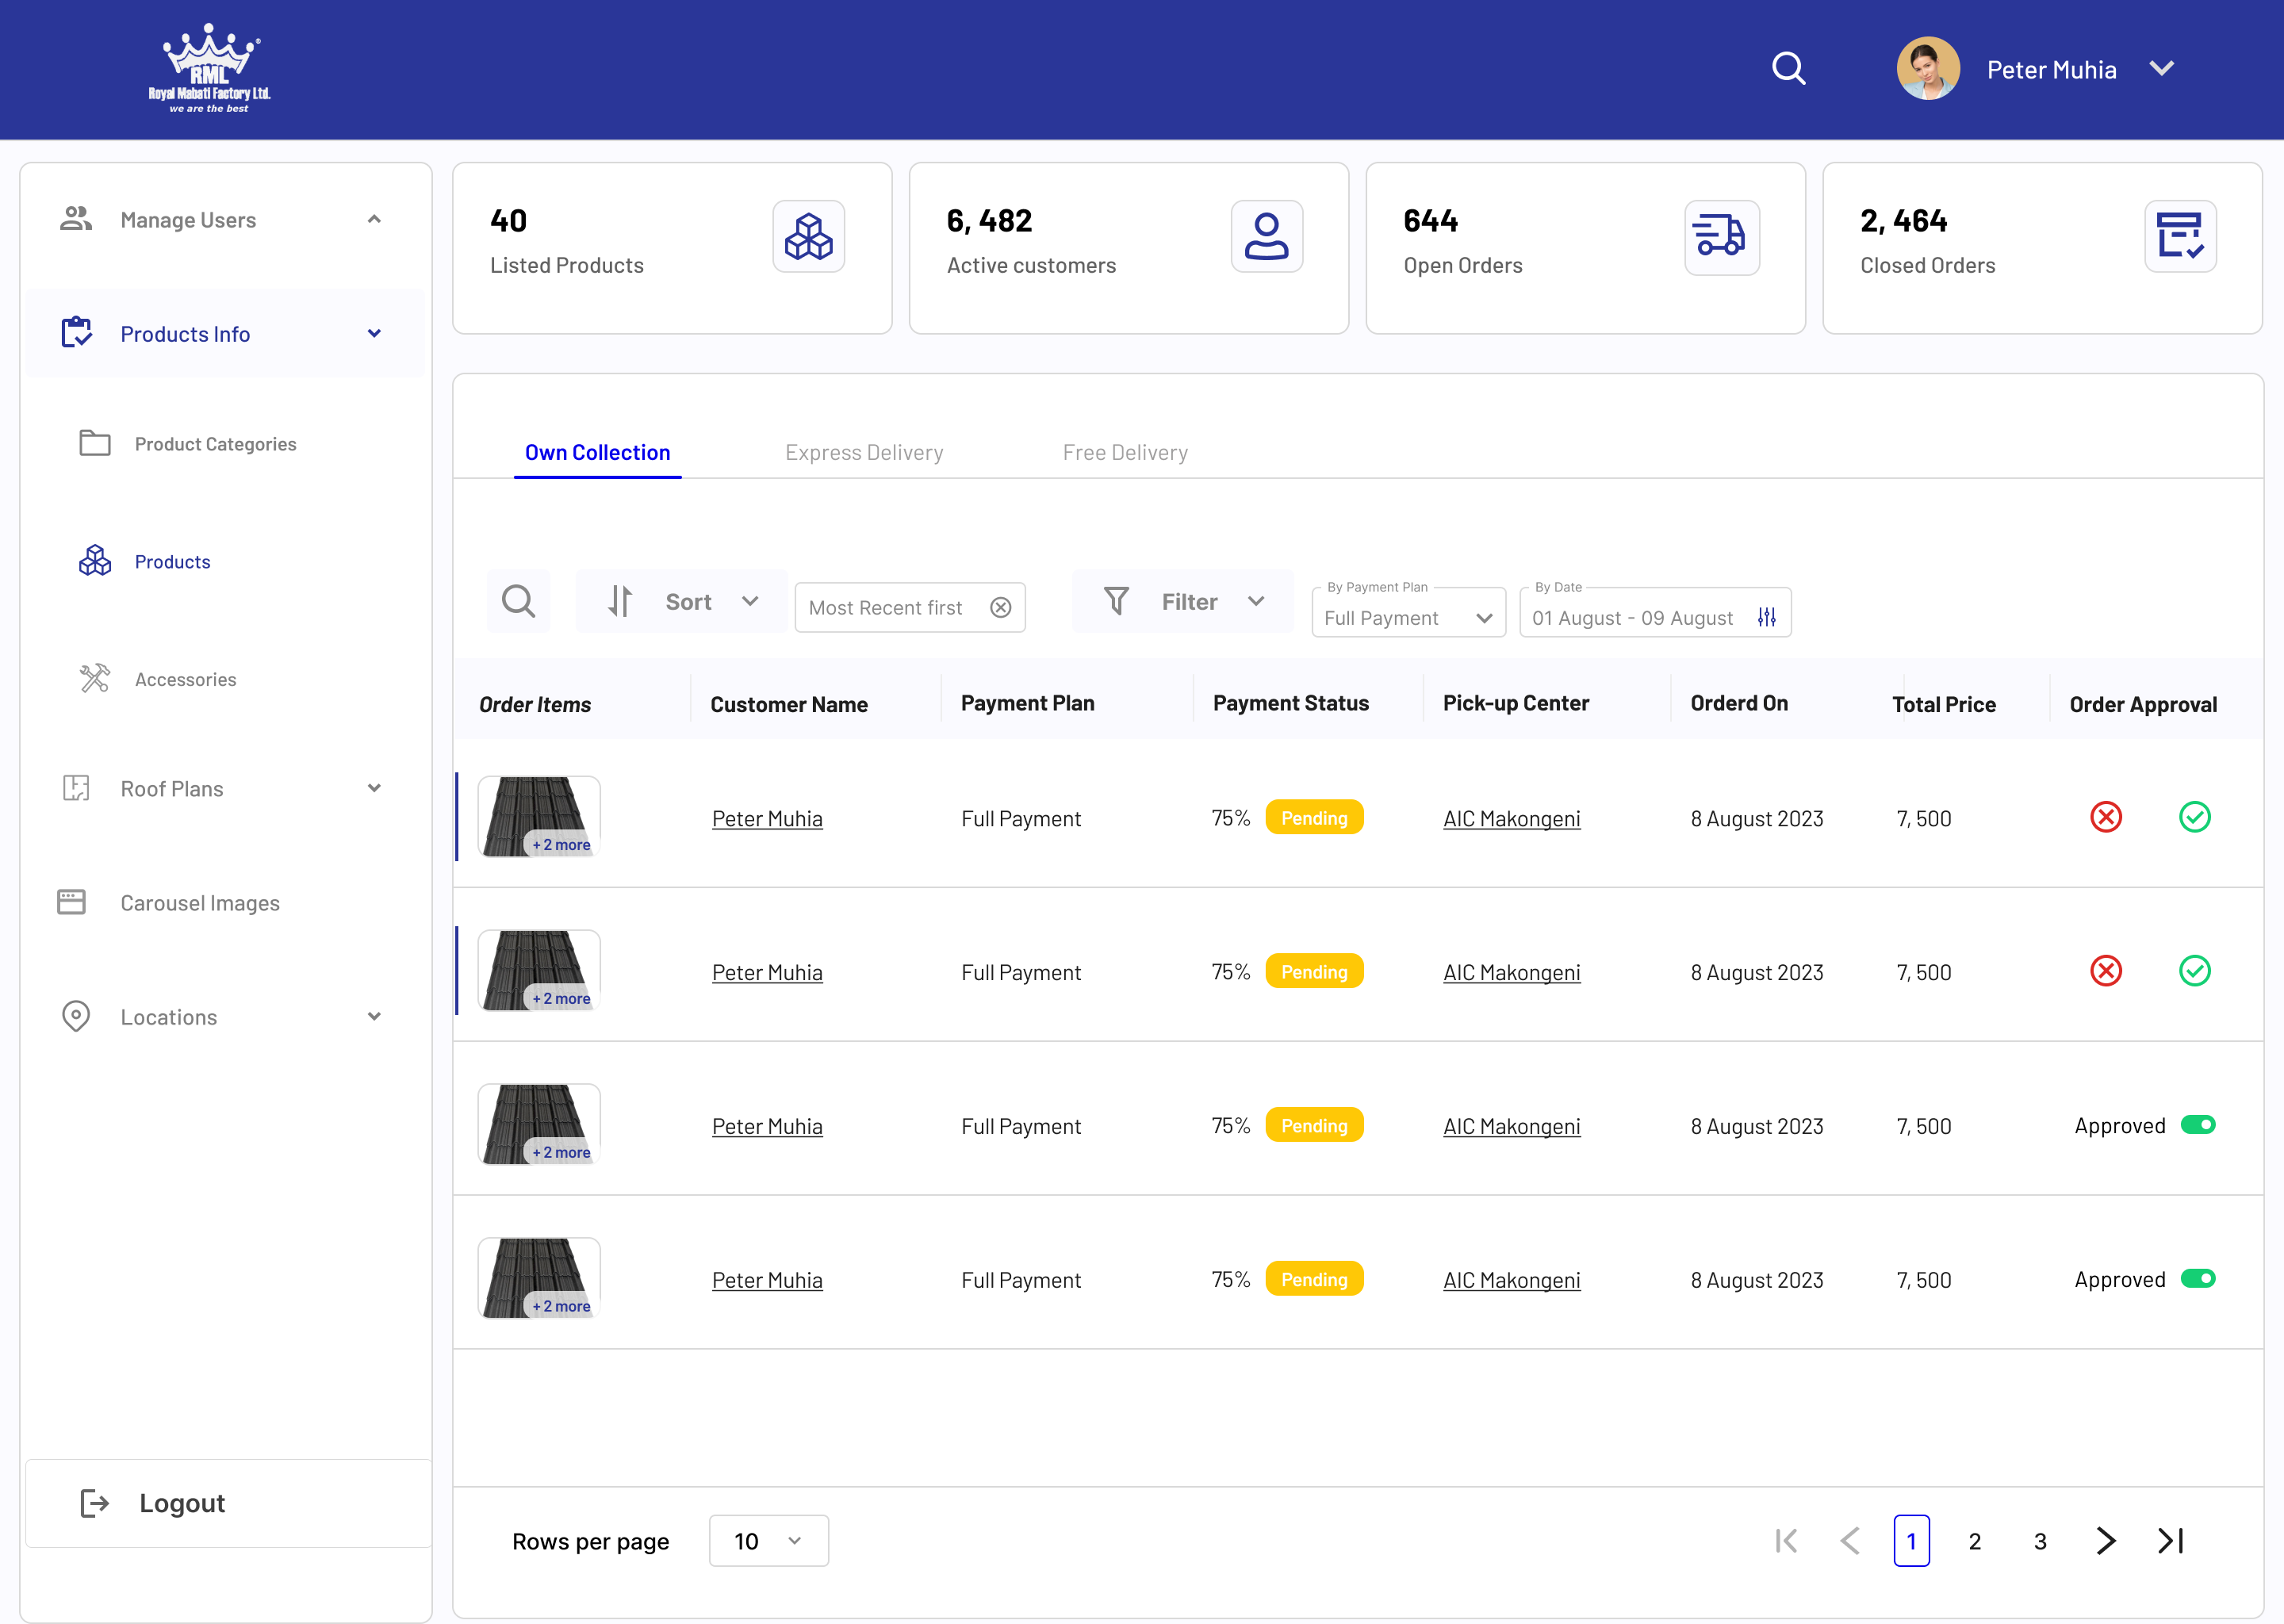 RML
Royal Mabati Factory Ltd.
we are the best
Peter Muhia
Manage Users
Products Info
Product Categories
Products
Accessories
Roof Plans
Carousel Images
Locations
Logout
40
Listed Products
6, 482
Active customers
644
Open Orders
2, 464
Closed Orders
Own Collection Express Delivery Free Delivery
Sort Most Recent first Filter By Payment Plan Full Payment By Date 01 August - 09 August
Order Items Customer Name Payment Plan Payment Status Pick-up Center Orderd On Total Price Order Approval
+ 2 more Peter Muhia Full Payment 75% Pending AIC Makongeni 8 August 2023 7, 500
+ 2 more Peter Muhia Full Payment 75% Pending AIC Makongeni 8 August 2023 7, 500
+ 2 more Peter Muhia Full Payment 75% Pending AIC Makongeni 8 August 2023 7, 500 Approved
+ 2 more Peter Muhia Full Payment 75% Pending AIC Makongeni 8 August 2023 7, 500 Approved
Rows per page 10 1 2 3